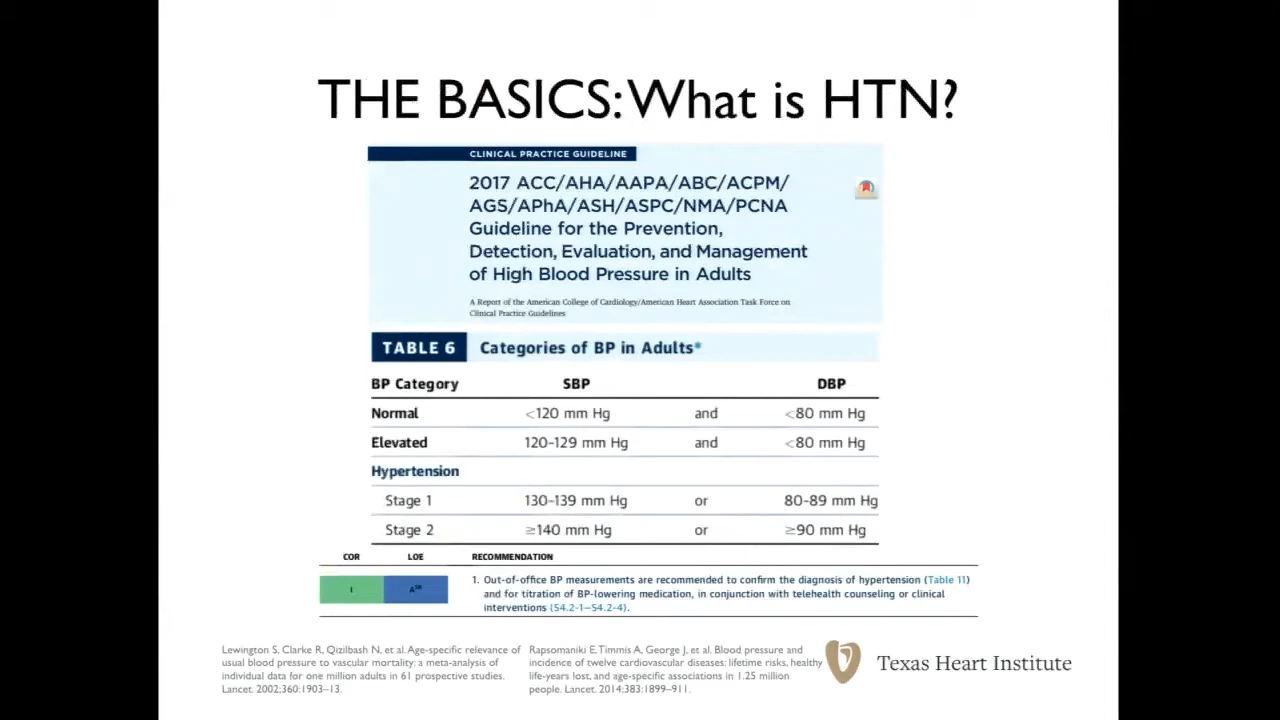 THE BASICS: What is HTN?
CLINICAL PRACTICE GUIDELINE
2017 ACC/AHA/AAPA/ABC/ACPM/
AGS/APhA/ASH/ASPC/NMA/PCNA
Guideline for the Prevention,
Detection, Evaluation, and Management
of High Blood Pressure in Adults
A Report of the American College of Cardiology/American Heart Association Task Force on
Clinical Practice Guidelines
TABLE 6 Categories of BP in Adults*
BP Category SBP DBP
Normal <120 mm Hg and <80 mm Hg
Elevated 120-129 mm Hg and <80 mm Hg
Hypertension
Stage 1 130-139 mm Hg or 80-89 mm Hg
Stage 2 ≥140 mm Hg or ≥90 mm Hg
COR LOE RECOMMENDATION
I A^SR 1. Out-of-office BP measurements are recommended to confirm the diagnosis of hypertension (Table 11)
and for titration of BP-lowering medication, in conjunction with telehealth counseling or clinical
interventions (S4.2-1–S4.2-4).
Lewington S, Clarke R, Qizilbash N, et al. Age-specific relevance of
usual blood pressure to vascular mortality: a meta-analysis of
individual data for one million adults in 61 prospective studies.
Lancet. 2002;360:1903–13.
Rapsomaniki E, Timmis A, George J, et al. Blood pressure and
incidence of twelve cardiovascular diseases: lifetime risks, healthy
life-years lost, and age-specific associations in 1.25 million
people. Lancet. 2014;383:1899–911.
Texas Heart Institute